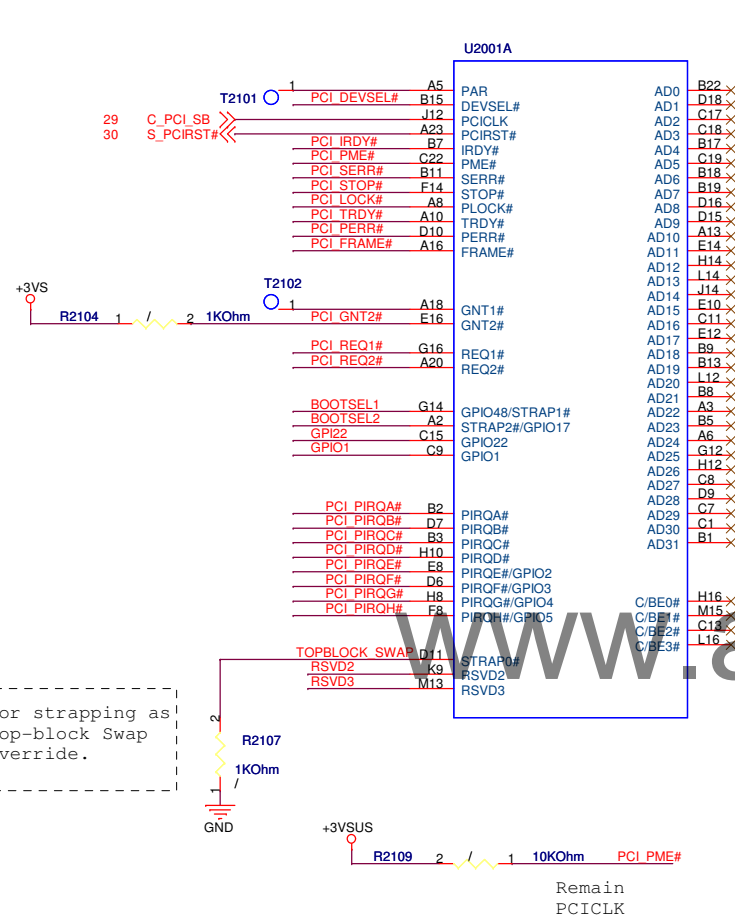 U2001A
1 A5 PAR AD0 B22
T2101 PCI_DEVSEL# B15 DEVSEL# AD1 D18
29 C_PCI_SB J12 PCICLK AD2 C17
30 S_PCIRST# A23 PCIRST# AD3 C18
PCI_IRDY# B7 IRDY# AD4 B17
PCI_PME# C22 PME# AD5 C19
PCI_SERR# B11 SERR# AD6 B18
PCI_STOP# F14 STOP# AD7 B19
PCI_LOCK# A8 PLOCK# AD8 D16
PCI_TRDY# A10 TRDY# AD9 D15
PCI_PERR# D10 PERR# AD10 A13
PCI_FRAME# A16 FRAME# AD11 E14
AD12 H14
AD13 L14
+3VS T2102 AD14 J14
1 A18 GNT1# AD15 E10
R2104 1 / 2 1KOhm PCI_GNT2# E16 GNT2# AD16 C11
AD17 E12
PCI_REQ1# G16 REQ1# AD18 B9
PCI_REQ2# A20 REQ2# AD19 B13
AD20 L12
AD21 B8
BOOTSEL1 G14 GPIO48/STRAP1# AD22 A3
BOOTSEL2 A2 STRAP2#/GPIO17 AD23 B5
GPI22 C15 GPIO22 AD24 A6
GPIO1 C9 GPIO1 AD25 G12
AD26 H12
AD27 C8
AD28 D9
PCI_PIRQA# B2 PIRQA# AD29 C7
PCI_PIRQB# D7 PIRQB# AD30 C1
PCI_PIRQC# B3 PIRQC# AD31 B1
PCI_PIRQD# H10 PIRQD#
PCI_PIRQE# E8 PIRQE#/GPIO2
PCI_PIRQF# D6 PIRQF#/GPIO3
PCI_PIRQG# H8 PIRQG#/GPIO4 C/BE0# H16
PCI_PIRQH# F8 PIRQH#/GPIO5 C/BE1# M15
C/BE2# C13
C/BE3# L16
www.a
TOPBLOCK_SWAP D11 STRAP0#
RSVD2 K9 RSVD2
RSVD3 M13 RSVD3
or strapping as
op-block Swap
verride.
2
R2107
1KOhm
1 /
GND
+3VSUS
R2109 2 / 1 10KOhm PCI_PME#
Remain
PCICLK